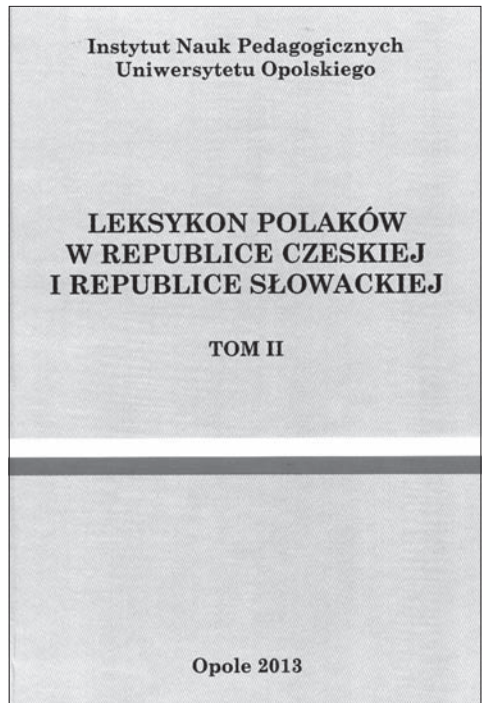 Instytut Nauk Pedagogicznych
Uniwersytetu Opolskiego
LEKSYKON POLAKÓW
W REPUBLICE CZESKIEJ
I REPUBLICE SŁOWACKIEJ
TOM II
Opole 2013